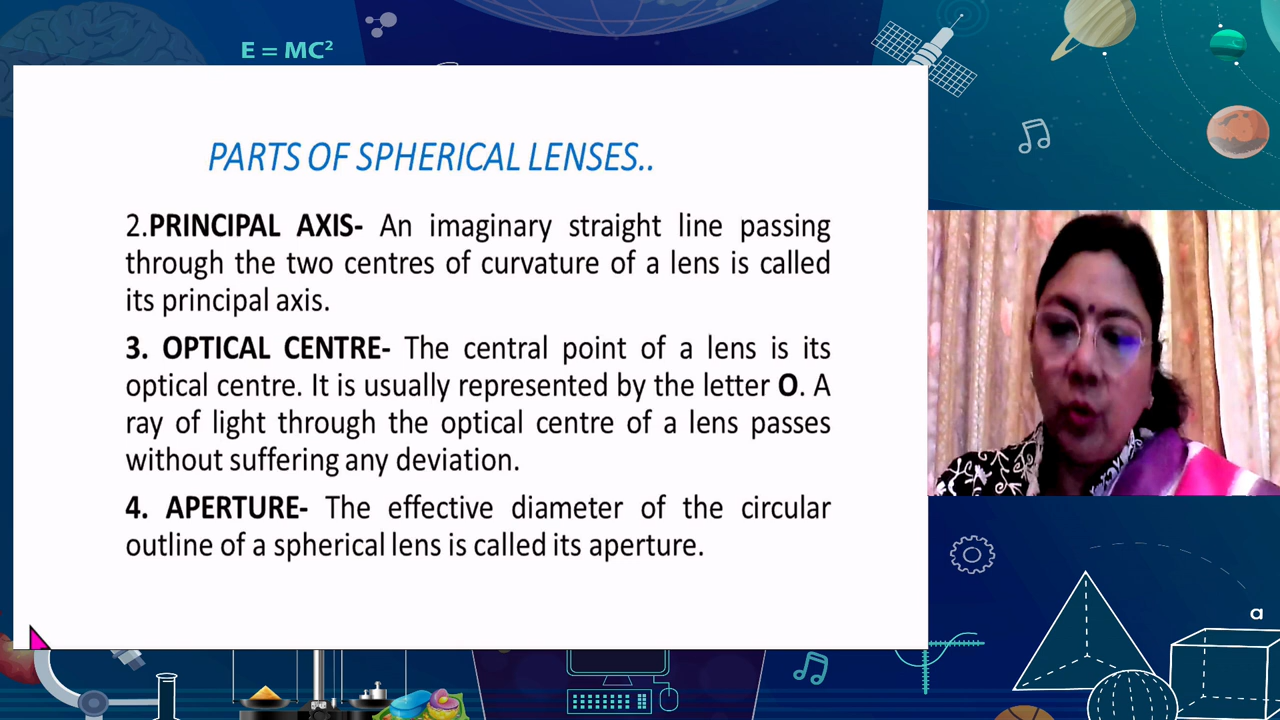 E = MC²
PARTS OF SPHERICAL LENSES..
2.PRINCIPAL AXIS- An imaginary straight line passing
through the two centres of curvature of a lens is called
its principal axis.
3. OPTICAL CENTRE- The central point of a lens is its
optical centre. It is usually represented by the letter O. A
ray of light through the optical centre of a lens passes
without suffering any deviation.
4. APERTURE- The effective diameter of the circular
outline of a spherical lens is called its aperture.
a